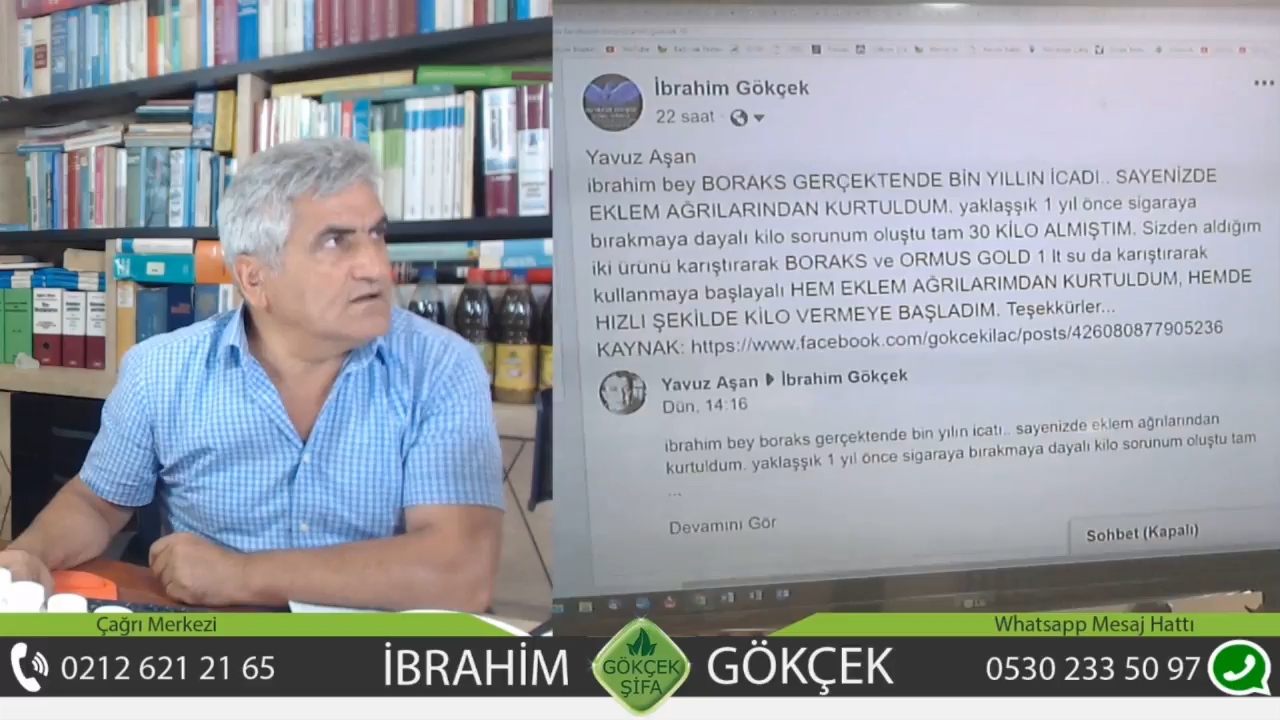 İbrahim Gökçek
22 saat
Yavuz Aşan
ibrahim bey BORAKS GERÇEKTENDE BİN YILLIN İCADI.. SAYENİZDE
EKLEM AĞRILARINDAN KURTULDUM. yaklaşşık 1 yıl önce sigaraya
bırakmaya dayalı kilo sorunum oluştu tam 30 KİLO ALMIŞTIM. Sizden aldığım
iki ürünü karıştırarak BORAKS ve ORMUS GOLD 1 lt su da karıştırarak
kullanmaya başlayalı HEM EKLEM AĞRILARIMDAN KURTULDUM, HEMDE
HIZLI ŞEKİLDE KİLO VERMEYE BAŞLADIM. Teşekkürler...
KAYNAK: https://www.facebook.com/gokcekilac/posts/426080877905236
Yavuz Aşan İbrahim Gökçek
Dün, 14:16
ibrahim bey boraks gerçektende bin yılın icatı.. sayenizde eklem ağrılarından
kurtuldum. yaklaşşık 1 yıl önce sigaraya bırakmaya dayalı kilo sorunum oluştu tam
...
Devamını Gör
Sohbet (Kapalı)
Çağrı Merkezi
0212 621 21 65
İBRAHİM
GÖKÇEK
ŞİFA
GÖKÇEK
Whatsapp Mesaj Hattı
0530 233 50 97